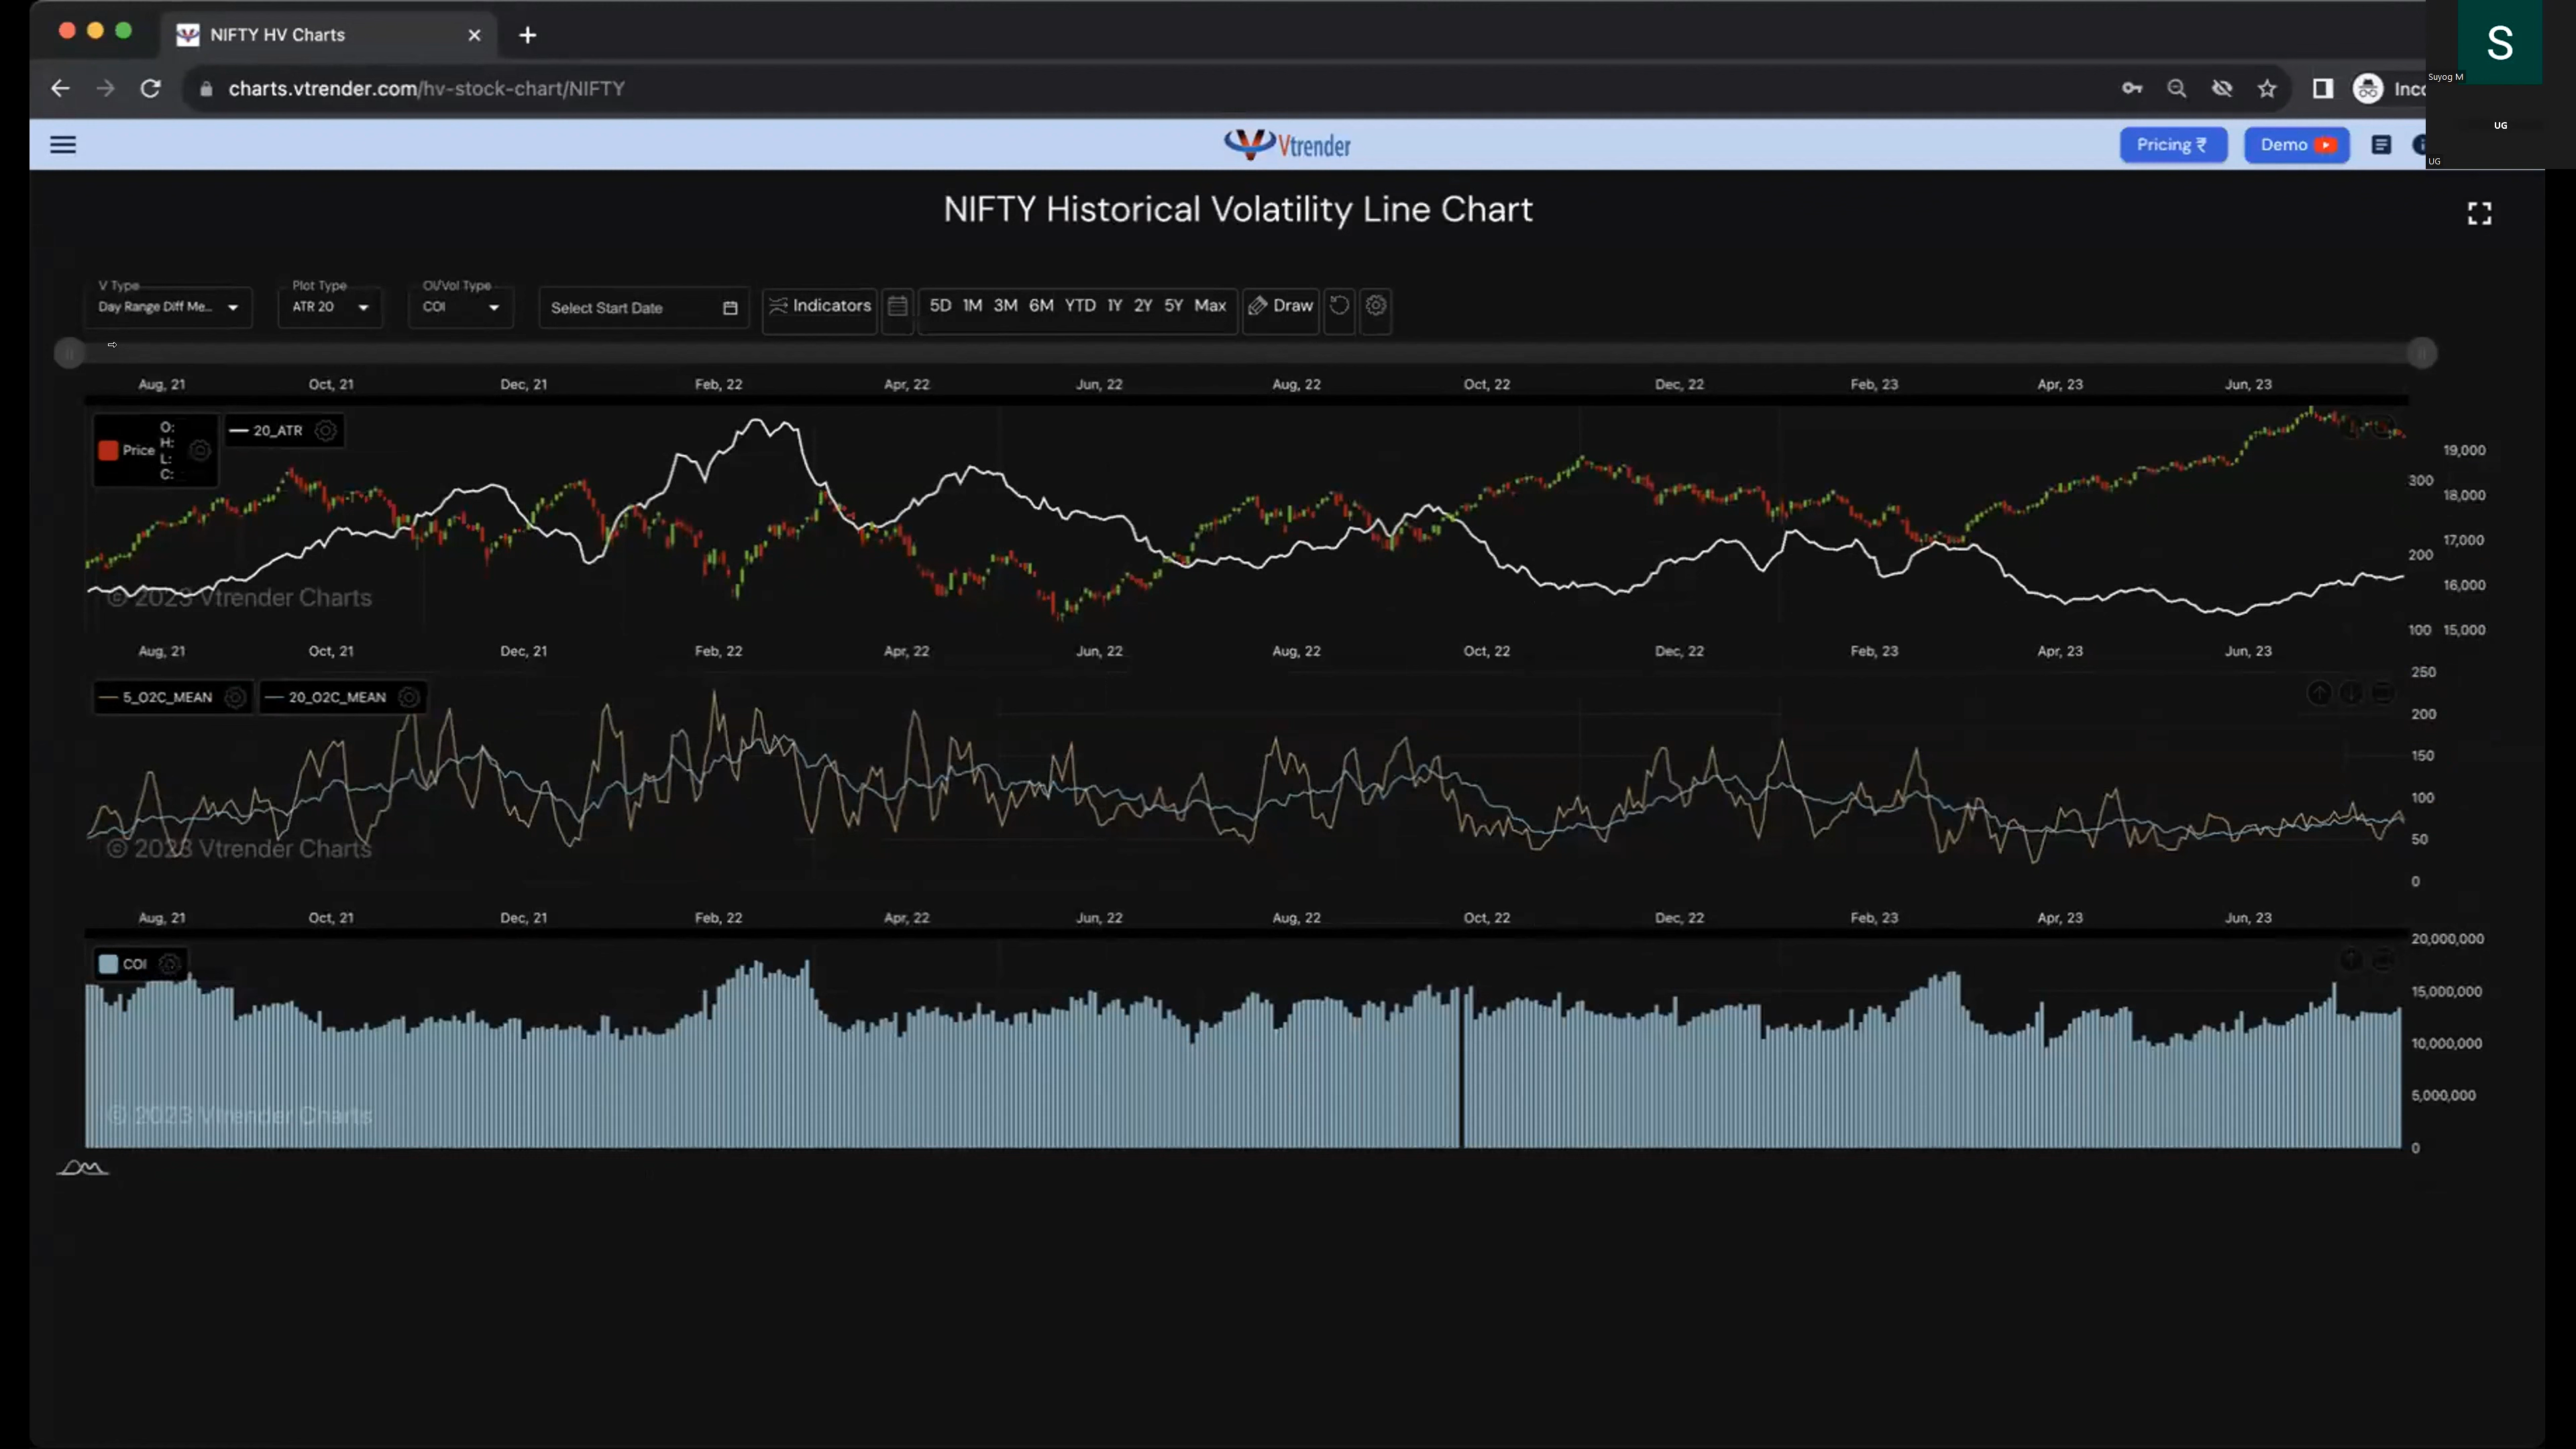 NIFTY HV Charts
S
Suyog M
charts.vtrender.com/hv-stock-chart/NIFTY
UG
UG
Vtrender
Pricing ₹
Demo
NIFTY Historical Volatility Line Chart
V Type
Day Range Diff Me...
Plot Type
ATR 20
OI/Vol Type
COI
Select Start Date
Indicators
5D 1M 3M 6M YTD 1Y 2Y 5Y Max
Draw
Aug, 21 Oct, 21 Dec, 21 Feb, 22 Apr, 22 Jun, 22 Aug, 22 Oct, 22 Dec, 22 Feb, 23 Apr, 23 Jun, 23
Price
O:
H:
L:
C:
20_ATR
19,000
300 18,000
17,000
200
16,000
100 15,000
© 2023 Vtrender Charts
Aug, 21 Oct, 21 Dec, 21 Feb, 22 Apr, 22 Jun, 22 Aug, 22 Oct, 22 Dec, 22 Feb, 23 Apr, 23 Jun, 23
5_O2C_MEAN
20_O2C_MEAN
250
200
150
100
50
0
© 2023 Vtrender Charts
Aug, 21 Oct, 21 Dec, 21 Feb, 22 Apr, 22 Jun, 22 Aug, 22 Oct, 22 Dec, 22 Feb, 23 Apr, 23 Jun, 23
COI
20,000,000
15,000,000
10,000,000
5,000,000
0
© 2023 Vtrender Charts